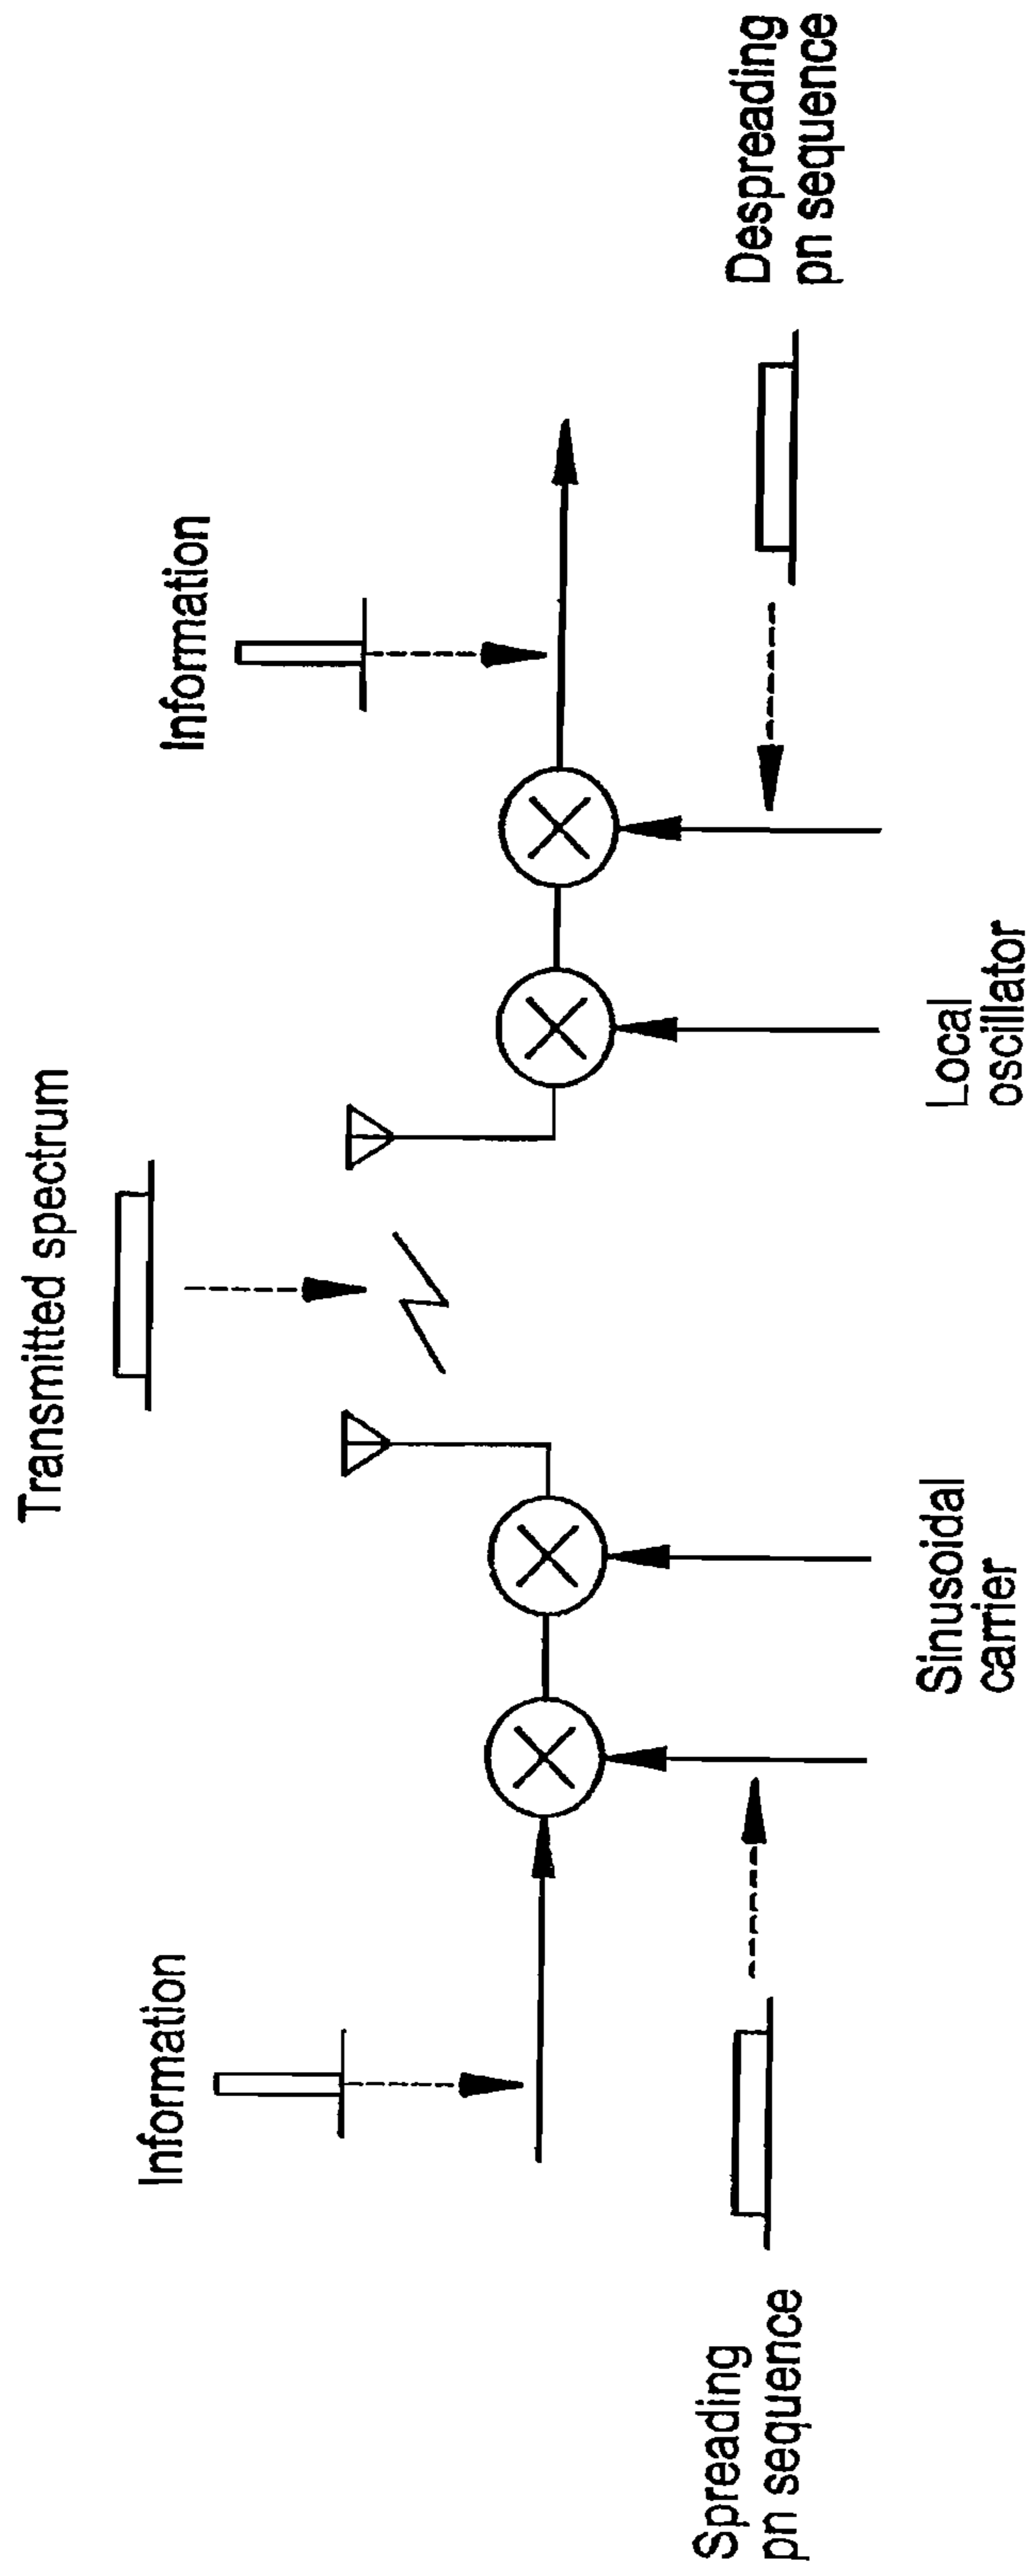 Transmitted spectrum
Information
Information
Spreading
pn sequence
Sinusoidal
carrier
Local
oscillator
Despreading
pn sequence